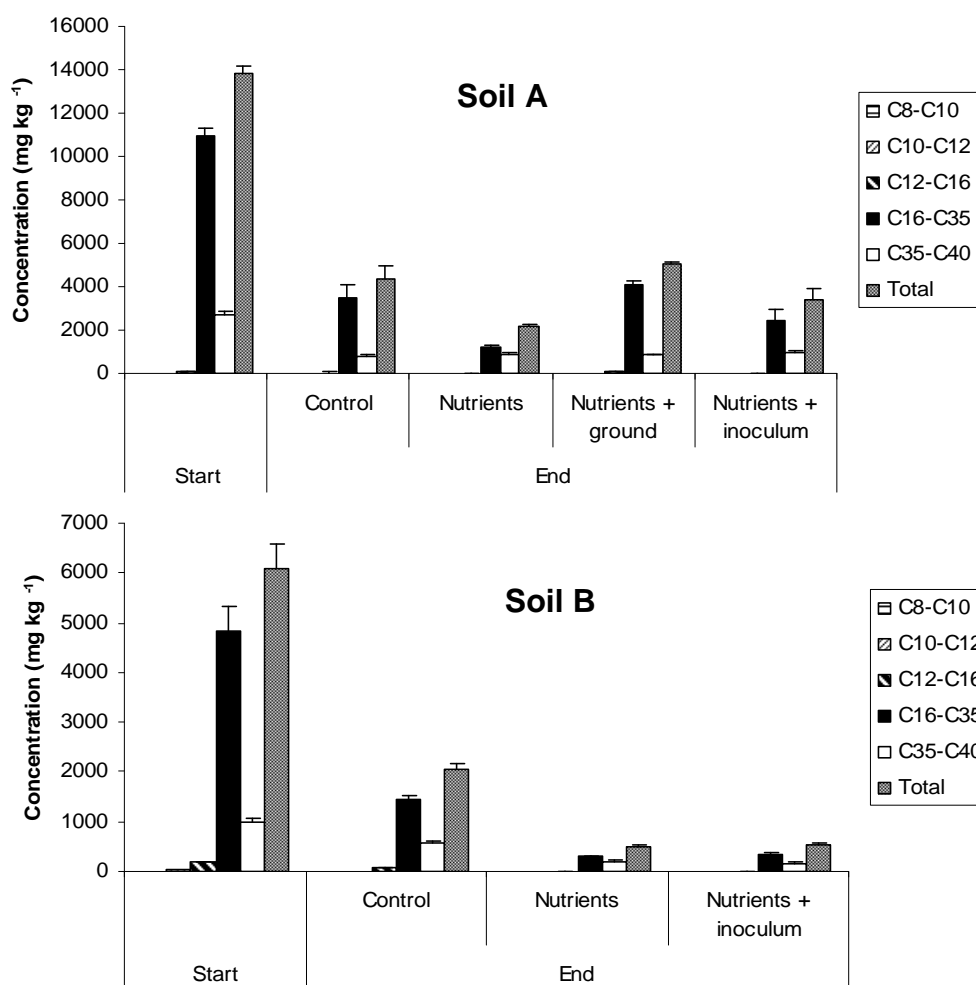 16000
14000
12000
10000
8000
6000
4000
2000
0
Concentration (mg kg -1)
Soil A
C8-C10
C10-C12
C12-C16
C16-C35
C35-C40
Total
Control
Nutrients
Nutrients +
ground
Nutrients +
inoculum
Start
End
7000
6000
5000
4000
3000
2000
1000
0
Concentration (mg kg -1)
Soil B
C8-C10
C10-C12
C12-C16
C16-C35
C35-C40
Total
Control
Nutrients
Nutrients +
inoculum
Start
End